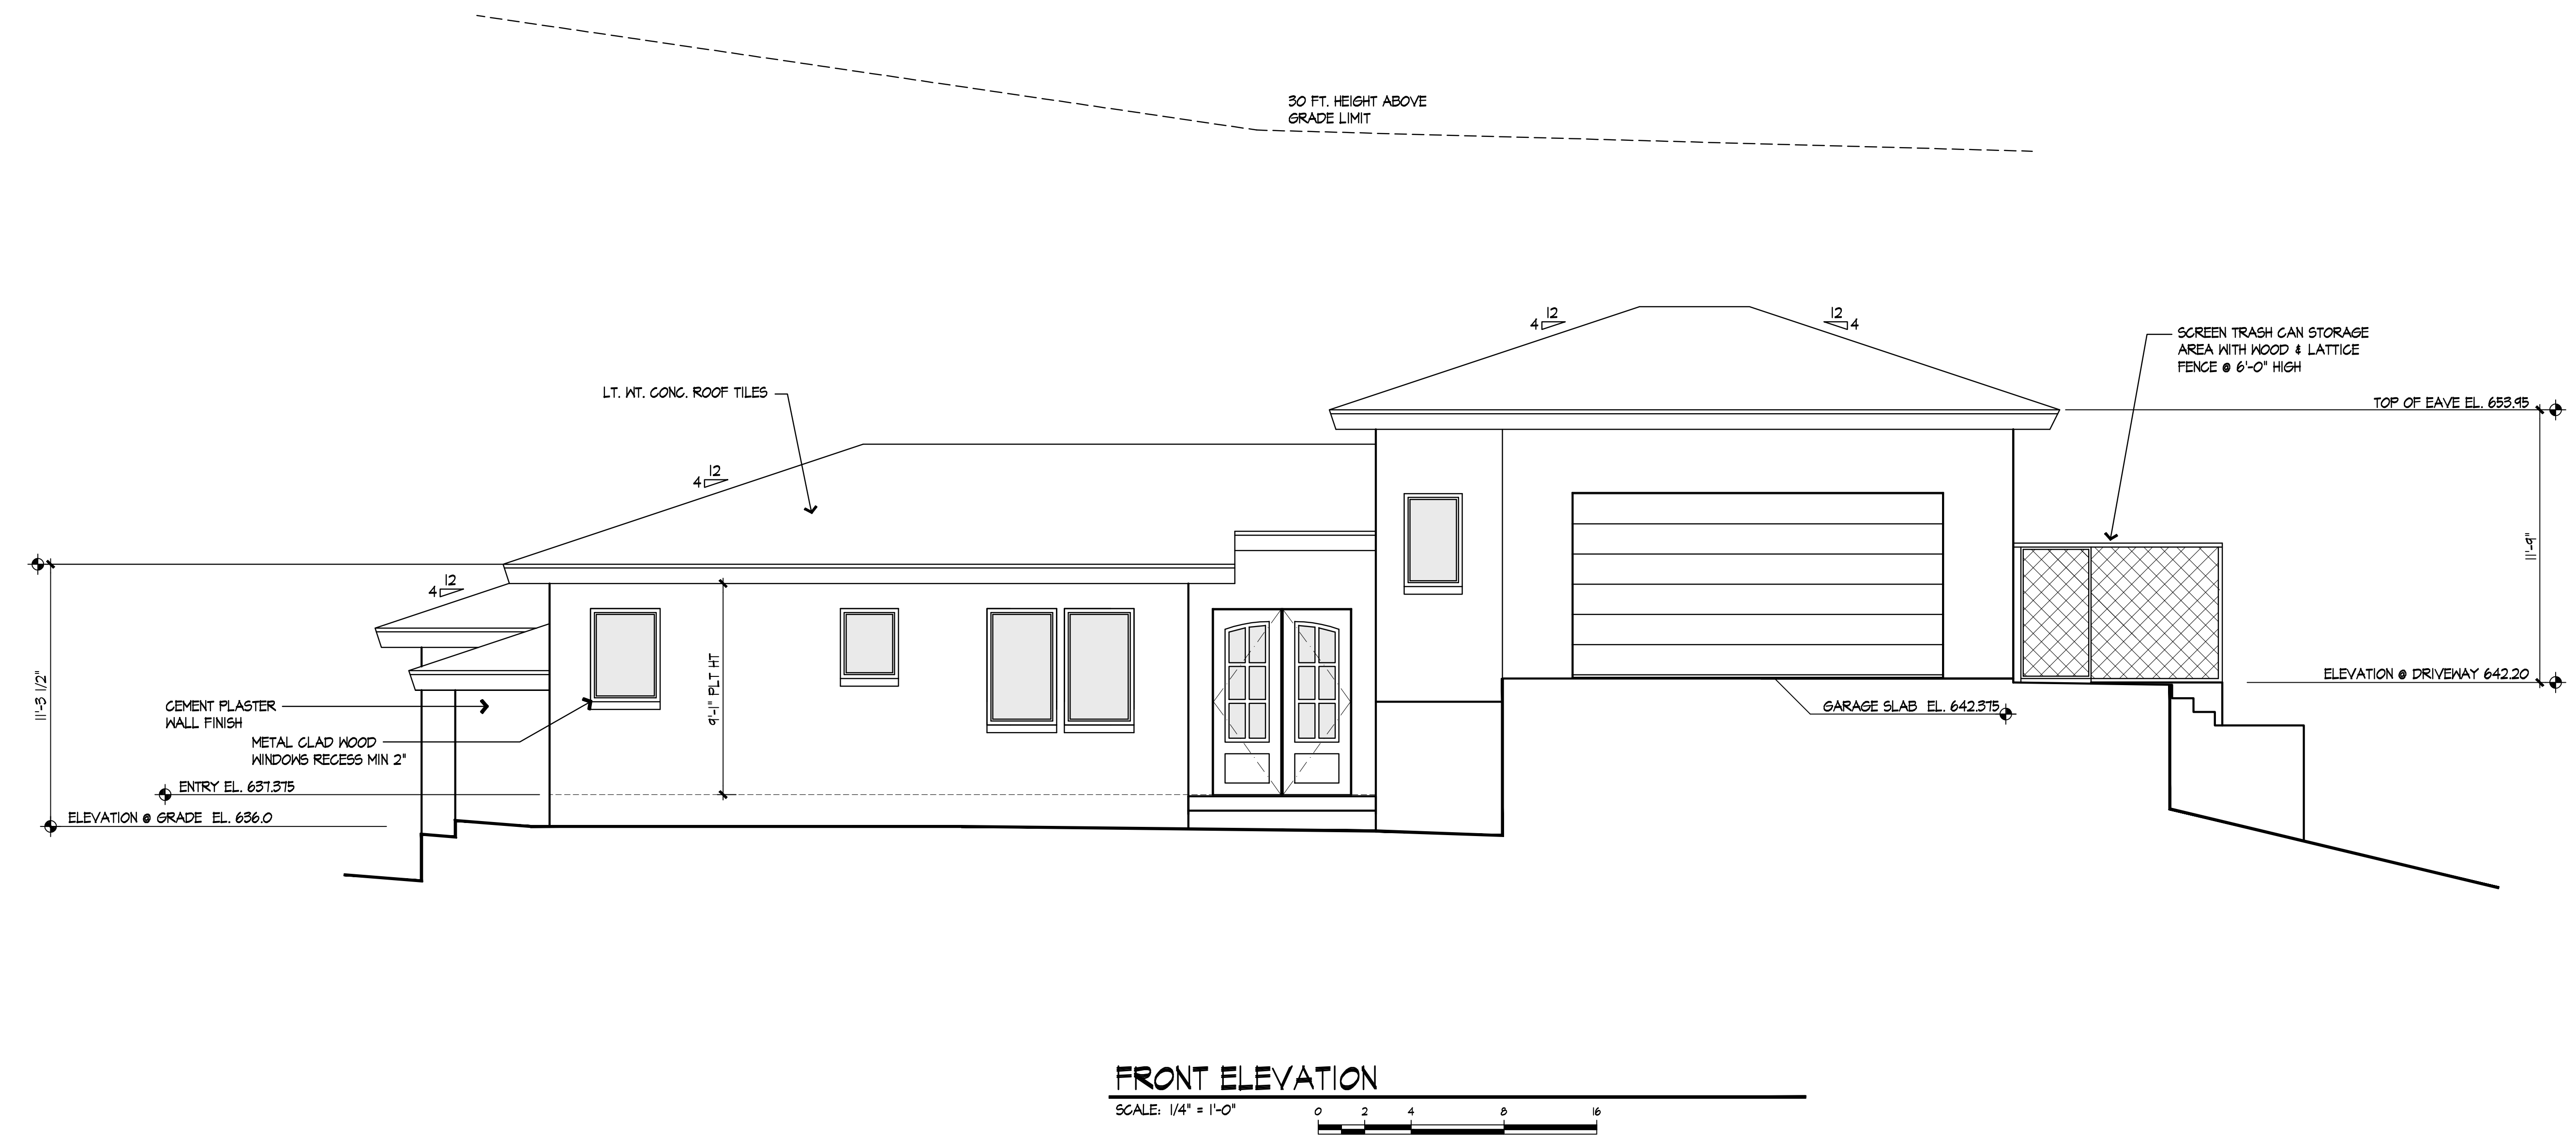 30 FT. HEIGHT ABOVE
GRADE LIMIT
12
4
12
4
SCREEN TRASH CAN STORAGE
AREA WITH WOOD & LATTICE
FENCE @ 6'-0" HIGH
LT. WT. CONC. ROOF TILES
TOP OF EAVE EL. 653.95
12
4
11'-9"
12
4
11'-3 1/2"
9'-1" PLT HT
ELEVATION @ DRIVEWAY 642.20
CEMENT PLASTER
WALL FINISH
GARAGE SLAB EL. 642.375
METAL CLAD WOOD
WINDOWS RECESS MIN 2"
ENTRY EL. 637.375
ELEVATION @ GRADE EL. 636.0
FRONT ELEVATION
SCALE: 1/4" = 1'-0"
0 2 4 8 16